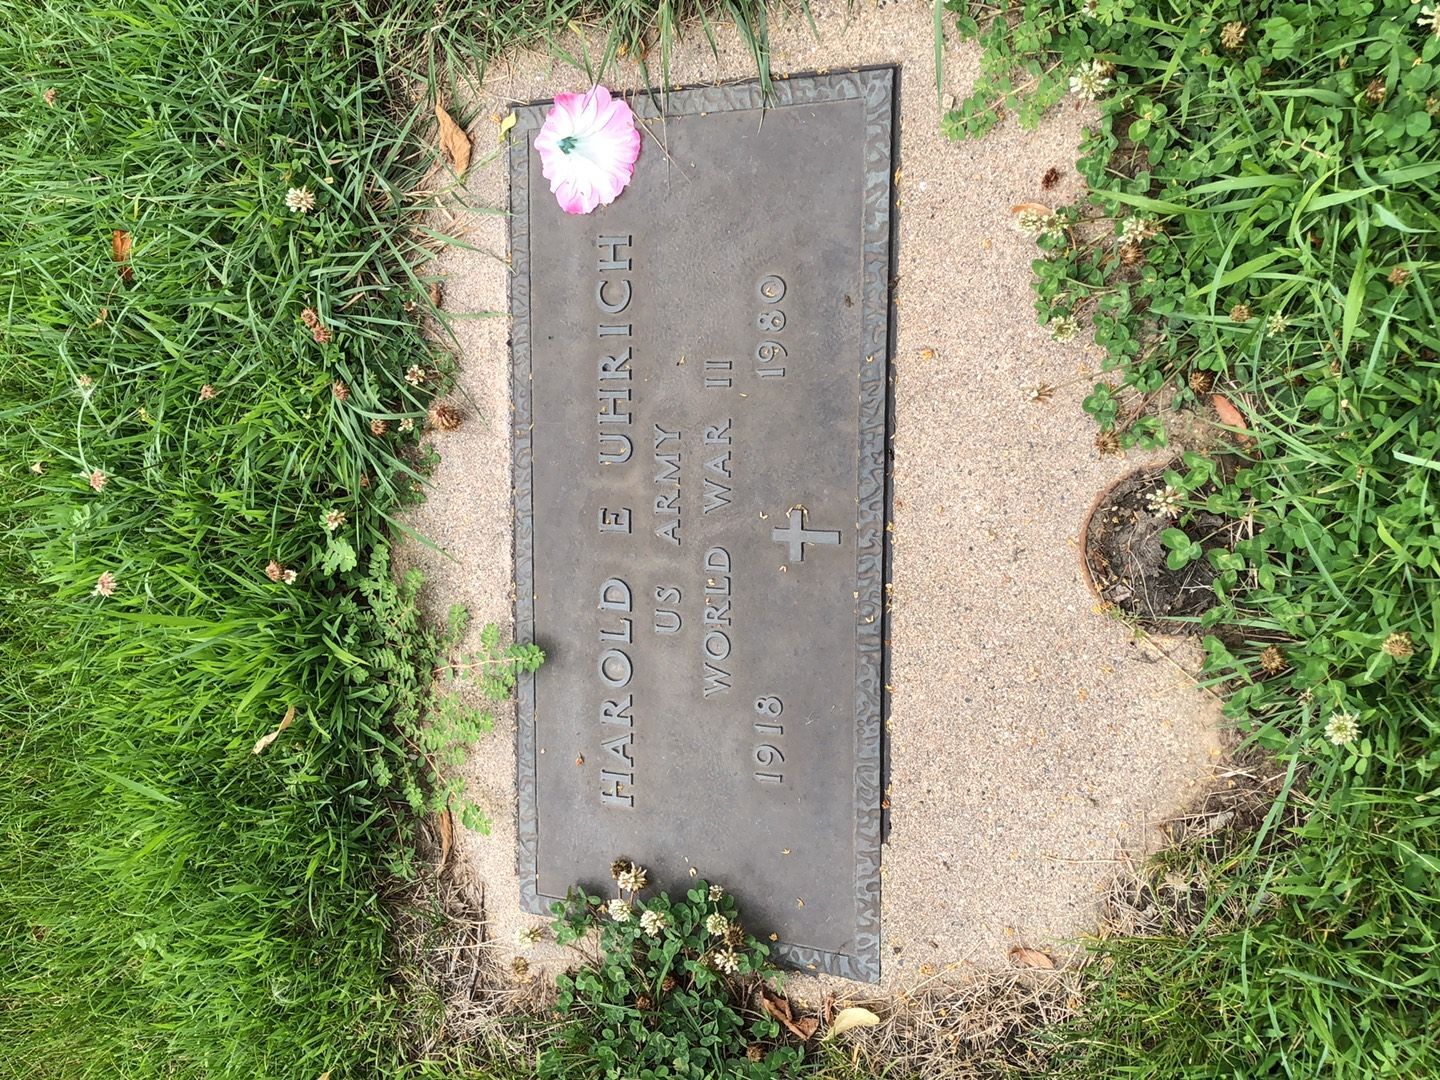 HAROLD E UHRICH
US ARMY
WORLD WAR II
1918 1980